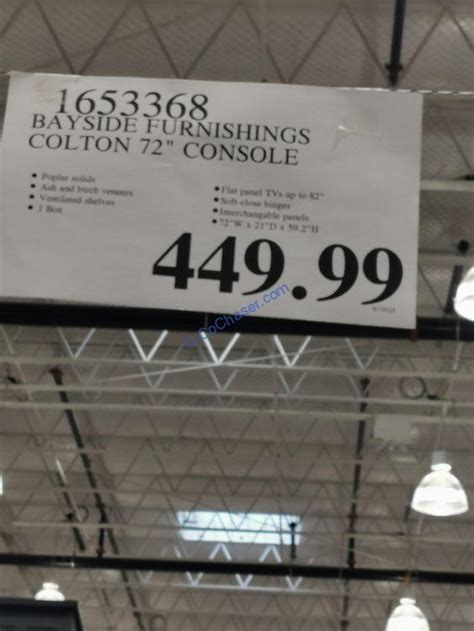 1653368
BAYSIDE FURNISHINGS
COLTON 72" CONSOLE
• Poplar solids
• Ash and birch veneers
• Ventilated shelves
• 1 Box
• Flat panel TVs up to 82"
• Soft-close hinges
• Interchangable panels
• 72"W x 21"D x 59.2"H
449.99
CoChaser.com